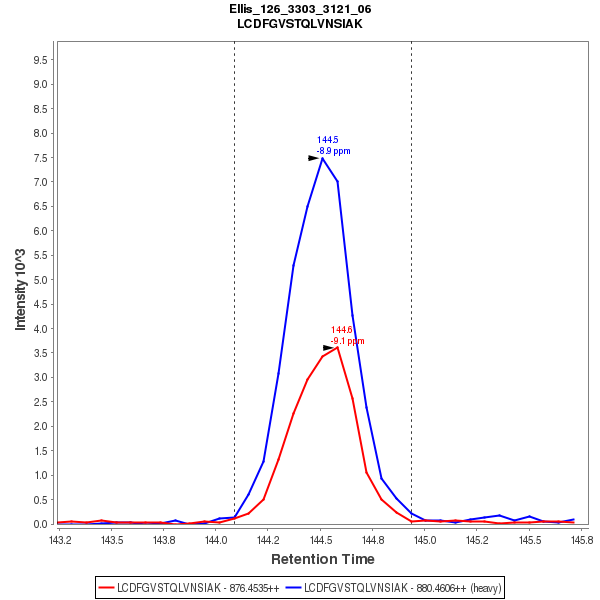 Ellis_126_3303_3121_06
LCDFGVSTQLVNSIAK
9.5
9.0
8.5
8.0
7.5
7.0
6.5
6.0
5.5
5.0
4.5
4.0
3.5
3.0
2.5
2.0
1.5
1.0
0.5
0.0
Intensity 10^3
144.5
-8.9 ppm
144.6
-9.1 ppm
143.2 143.5 143.8 144.0 144.2 144.5 144.8 145.0 145.2 145.5 145.8
Retention Time
LCDFGVSTQLVNSIAK - 876.4535++ LCDFGVSTQLVNSIAK - 880.4606++ (heavy)